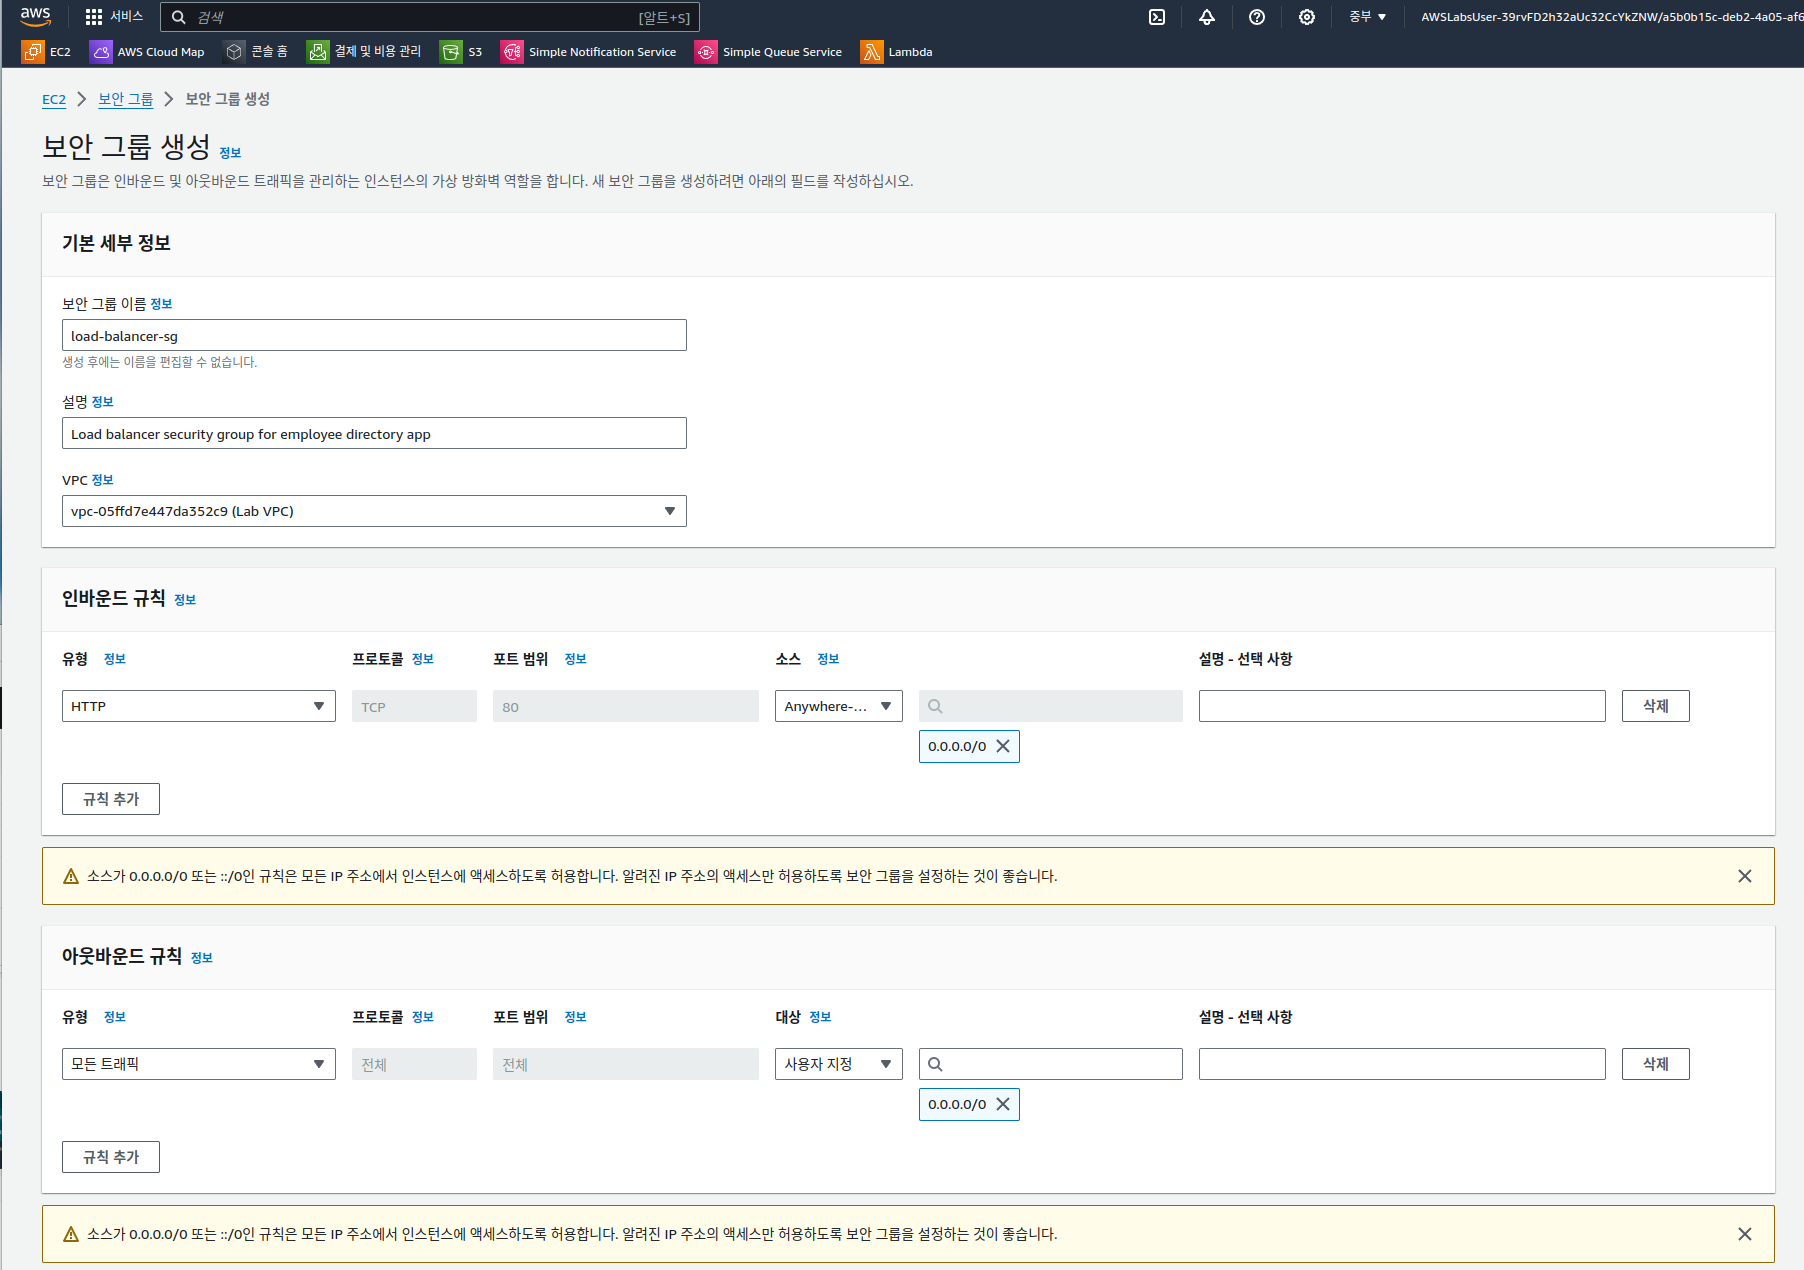 aws
서비스
검색
[알트+S]
중부
AWSLabsUser-39rvFD2h32aUc32CcYkZNW/a5b0b15c-deb2-4a05-af6
EC2
AWS Cloud Map
콘솔 홈
결제 및 비용 관리
S3
Simple Notification Service
Simple Queue Service
Lambda
EC2 > 보안 그룹 > 보안 그룹 생성
보안 그룹 생성 정보
보안 그룹은 인바운드 및 아웃바운드 트래픽을 관리하는 인스턴스의 가상 방화벽 역할을 합니다. 새 보안 그룹을 생성하려면 아래의 필드를 작성하십시오.
기본 세부 정보
보안 그룹 이름 정보
load-balancer-sg
생성 후에는 이름을 편집할 수 없습니다.
설명 정보
Load balancer security group for employee directory app
VPC 정보
vpc-05ffd7e447da352c9 (Lab VPC)
인바운드 규칙 정보
유형 정보 프로토콜 정보 포트 범위 정보 소스 정보 설명 - 선택 사항
HTTP TCP 80 Anywhere-... 삭제
0.0.0.0/0
규칙 추가
소스가 0.0.0.0/0 또는 ::/0인 규칙은 모든 IP 주소에서 인스턴스에 액세스하도록 허용합니다. 알려진 IP 주소의 액세스만 허용하도록 보안 그룹을 설정하는 것이 좋습니다.
아웃바운드 규칙 정보
유형 정보 프로토콜 정보 포트 범위 정보 대상 정보 설명 - 선택 사항
모든 트래픽 전체 전체 사용자 지정 삭제
0.0.0.0/0
규칙 추가
소스가 0.0.0.0/0 또는 ::/0인 규칙은 모든 IP 주소에서 인스턴스에 액세스하도록 허용합니다. 알려진 IP 주소의 액세스만 허용하도록 보안 그룹을 설정하는 것이 좋습니다.